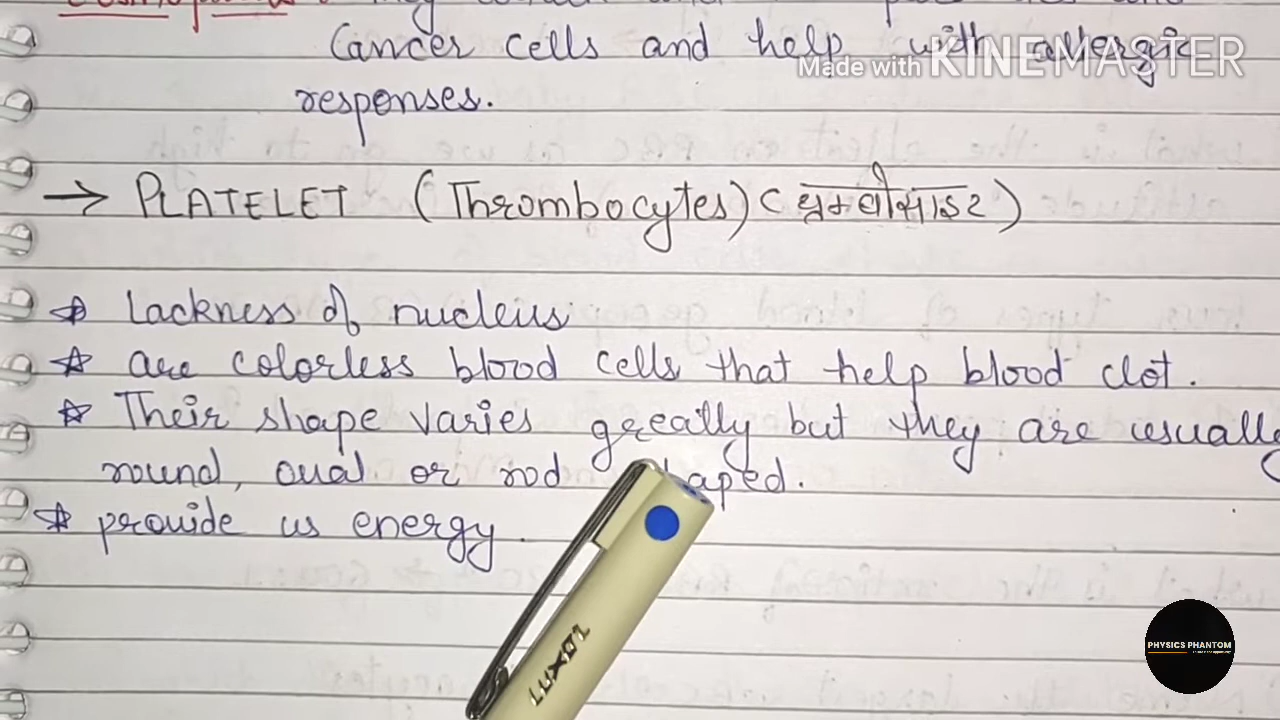 Cancer cells and help with allergic
Made with KINEMASTER
responses.
→ PLATELET (Thrombocytes) (थ्रम्बोसाइट)
☆ Lackness of nucleus
☆ are colorless blood cells that help blood clot.
☆ Their shape varies greatly but they are usually
round, oval or rod shaped.
☆ provide us energy.
LUXOR
PHYSICS PHANTOM